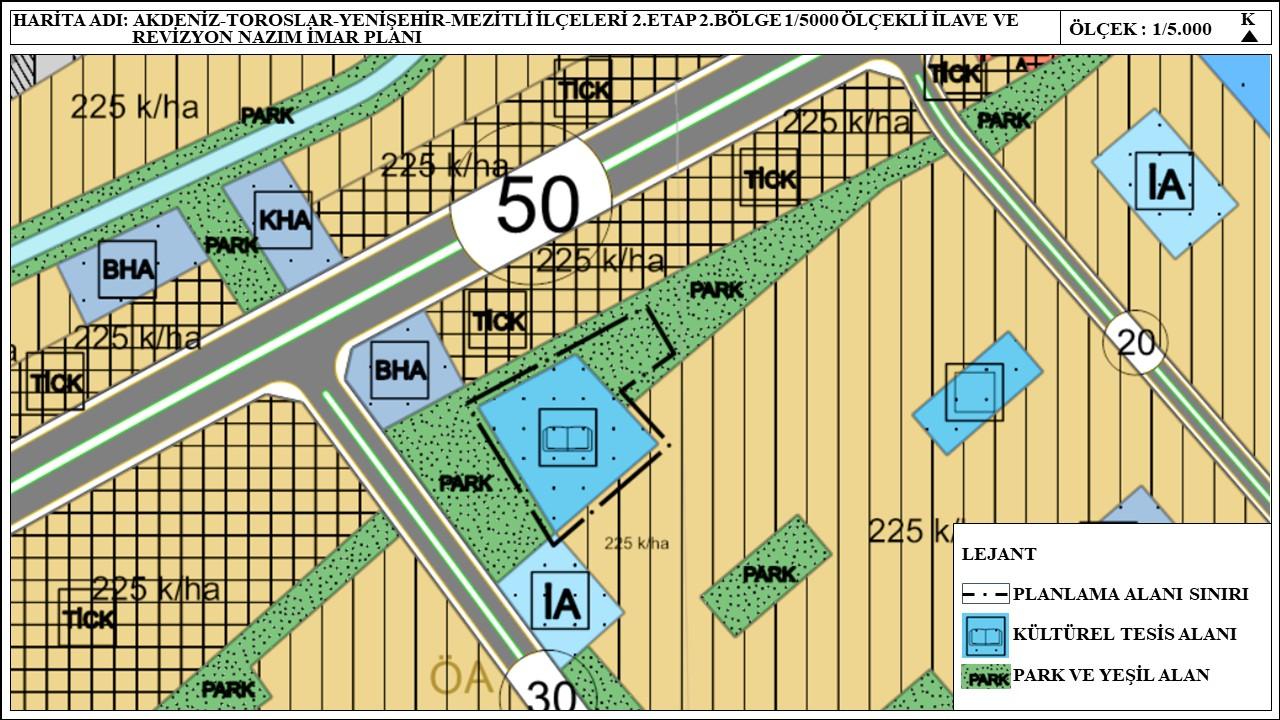 HARİTA ADI: AKDENİZ-TOROSLAR-YENİŞEHİR-MEZİTLİ İLÇELERİ 2.ETAP 2.BÖLGE 1/5000 ÖLÇEKLİ İLAVE VE
REVİZYON NAZIM İMAR PLANI
ÖLÇEK : 1/5.000
K
TİCK
A
225 k/ha
PARK
TİCK
225 k/ha
PARK
225 k/ha
TİCK
İA
50
KHA
PARK
BHA
225 k/ha
PARK
225 k/ha
TİCK
20
TİCK
BHA
PARK
225 k/ha
225 k/
PARK
225 k/ha
TİCK
İA
ÖA
PARK
30
LEJANT
PLANLAMA ALANI SINIRI
KÜLTÜREL TESİS ALANI
PARK PARK VE YEŞİL ALAN